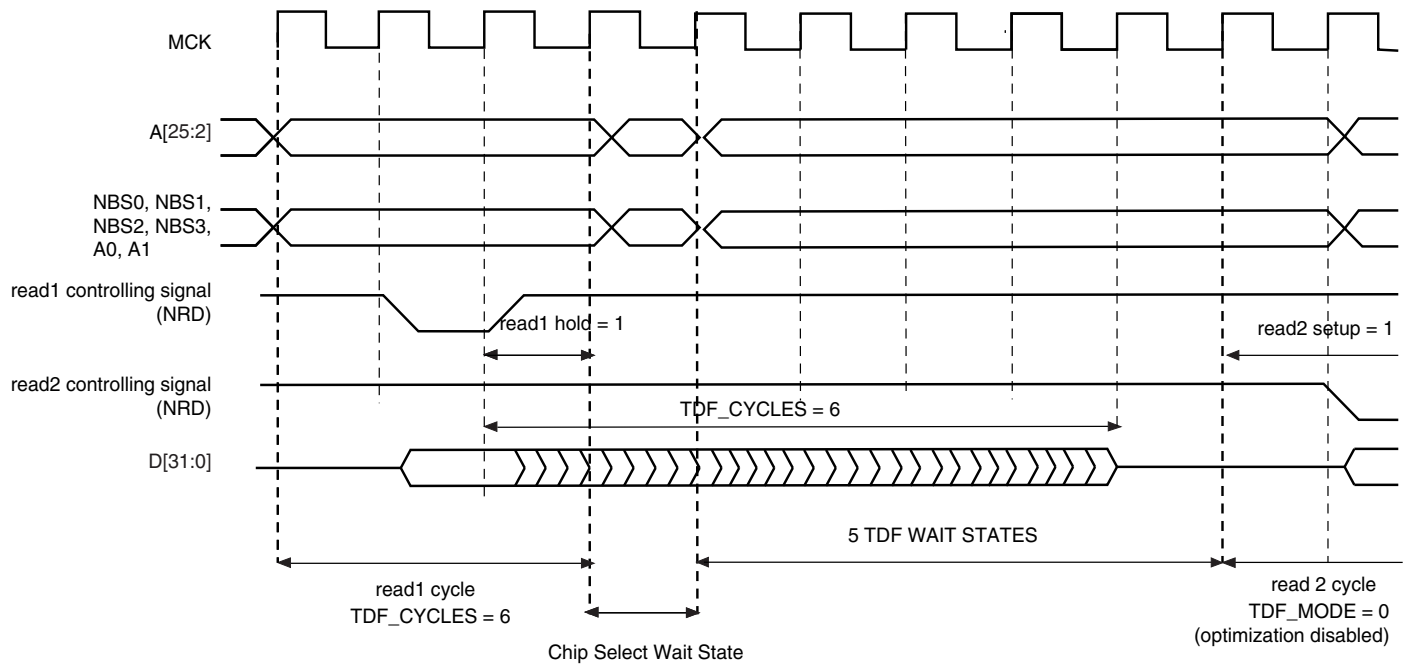 MCK
A[25:2]
NBS0, NBS1,
NBS2, NBS3,
A0, A1
read1 controlling signal
(NRD)
read1 hold = 1
read2 setup = 1
read2 controlling signal
(NRD)
TDF_CYCLES = 6
D[31:0]
5 TDF WAIT STATES
read1 cycle
TDF_CYCLES = 6
Chip Select Wait State
read 2 cycle
TDF_MODE = 0
(optimization disabled)